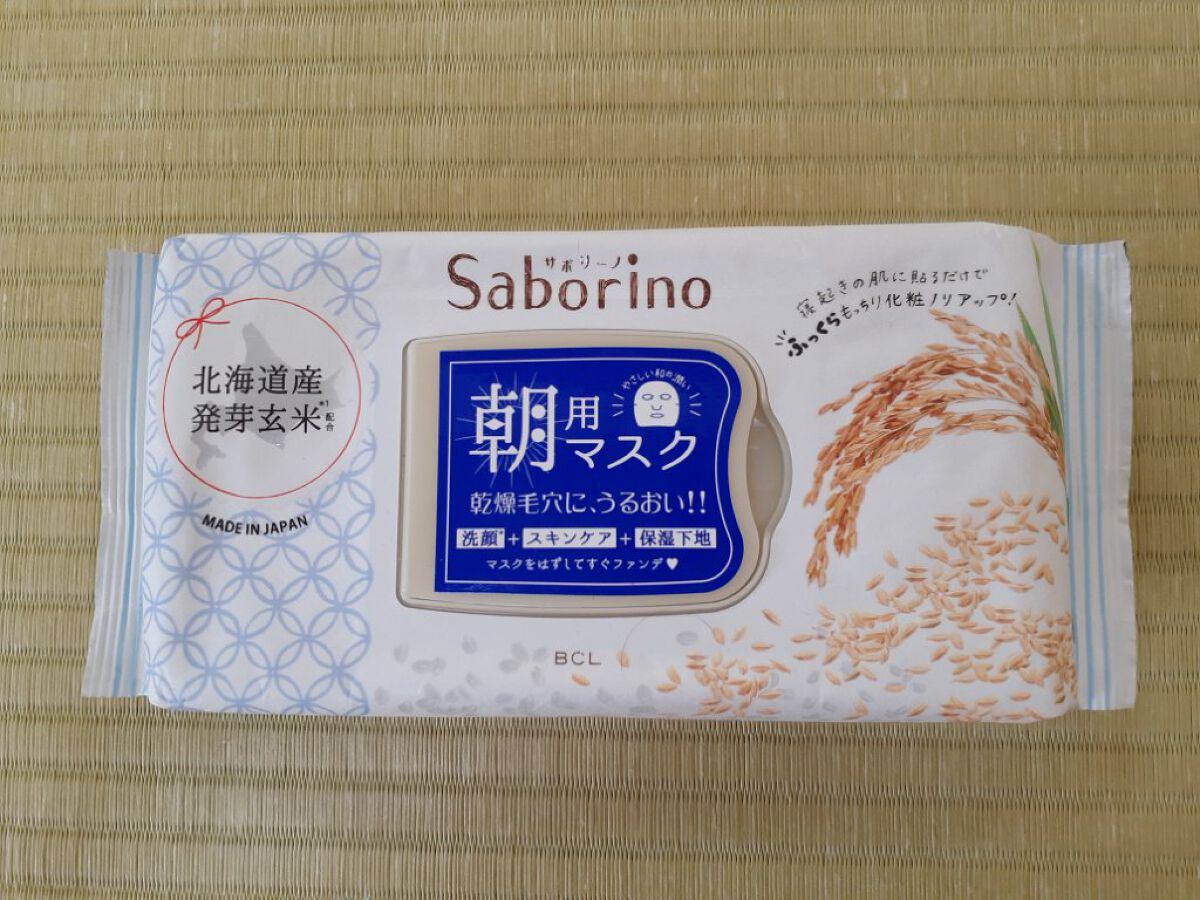 サボリーノ
Saborino
寝起きの肌に貼るだけで
ふっくらもっちり化粧ノリアップ!
北海道産
発芽玄米*1配合
MADE IN JAPAN
やさしい和の潤い
朝用マスク
乾燥毛穴に、うるおい!!
洗顔*+スキンケア+保湿下地
マスクをはずしてすぐファンデ♥
BCL